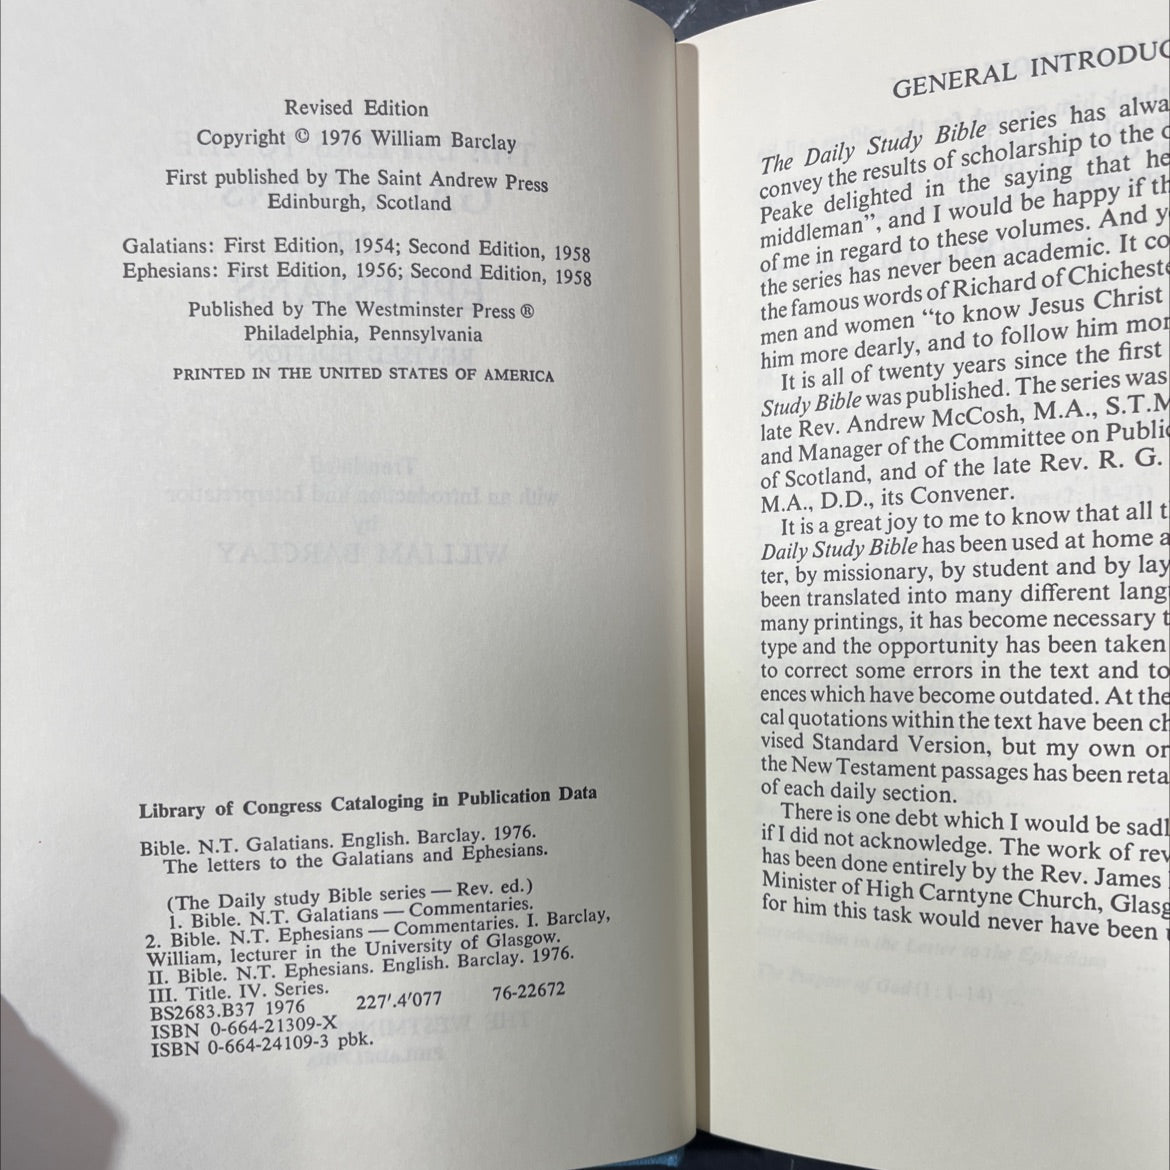 Revised Edition
Copyright © 1976 William Barclay
First published by The Saint Andrew Press
Edinburgh, Scotland
Galatians: First Edition, 1954; Second Edition, 1958
Ephesians: First Edition, 1956; Second Edition, 1958
Published by The Westminster Press ®
Philadelphia, Pennsylvania
PRINTED IN THE UNITED STATES OF AMERICA
Library of Congress Cataloging in Publication Data
Bible. N.T. Galatians. English. Barclay. 1976.
The letters to the Galatians and Ephesians.
(The Daily study Bible series — Rev. ed.)
1. Bible. N.T. Galatians — Commentaries.
2. Bible. N.T. Ephesians — Commentaries. I. Barclay,
William, lecturer in the University of Glasgow.
II. Bible. N.T. Ephesians. English. Barclay. 1976.
III. Title. IV. Series.
BS2683.B37 1976 227'.4'077 76-22672
ISBN 0-664-21309-X
ISBN 0-664-24109-3 pbk.
GENERAL INTRODUC
The Daily Study Bible series has alwa
convey the results of scholarship to the
Peake delighted in the saying that he
middleman", and I would be happy if th
of me in regard to these volumes. And y
the series has never been academic. It co
the famous words of Richard of Chicheste
men and women "to know Jesus Christ
him more dearly, and to follow him mor
It is all of twenty years since the first
Study Bible was published. The series was
late Rev. Andrew McCosh, M.A., S.T.M
and Manager of the Committee on Public
of Scotland, and of the late Rev. R. G.
M.A., D.D., its Convener.
It is a great joy to me to know that all t
Daily Study Bible has been used at home a
ter, by missionary, by student and by lay
been translated into many different lang
many printings, it has become necessary t
type and the opportunity has been taken
to correct some errors in the text and to
ences which have become outdated. At the
cal quotations within the text have been ch
vised Standard Version, but my own or
the New Testament passages has been reta
of each daily section.
There is one debt which I would be sadl
if I did not acknowledge. The work of rev
has been done entirely by the Rev. James
Minister of High Carntyne Church, Glasg
for him this task would never have been